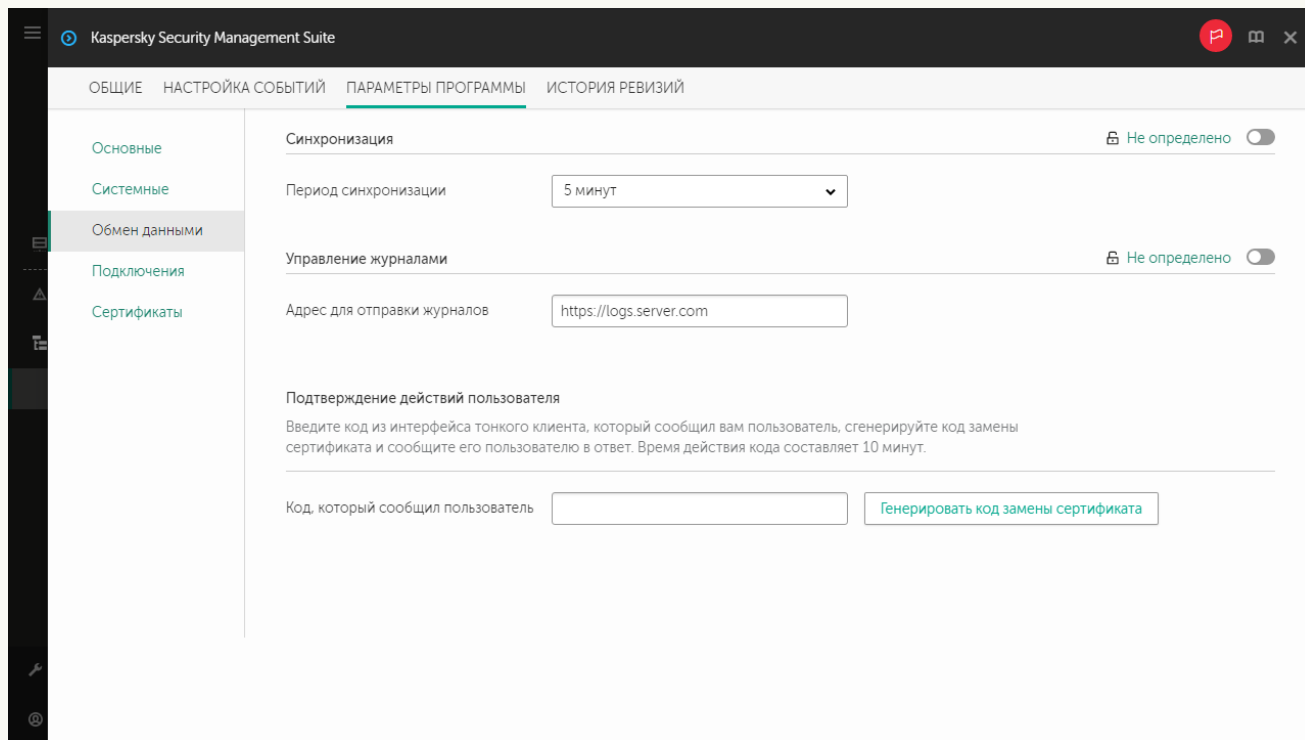 Kaspersky Security Management Suite
ОБЩИЕ НАСТРОЙКА СОБЫТИЙ ПАРАМЕТРЫ ПРОГРАММЫ ИСТОРИЯ РЕВИЗИЙ
Основные
Системные
Обмен данными
Подключения
Сертификаты
Синхронизация Не определено
Период синхронизации 5 минут
Управление журналами Не определено
Адрес для отправки журналов https://logs.server.com
Подтверждение действий пользователя
Введите код из интерфейса тонкого клиента, который сообщил вам пользователь, сгенерируйте код замены
сертификата и сообщите его пользователю в ответ. Время действия кода составляет 10 минут.
Код, который сообщил пользователь Генерировать код замены сертификата